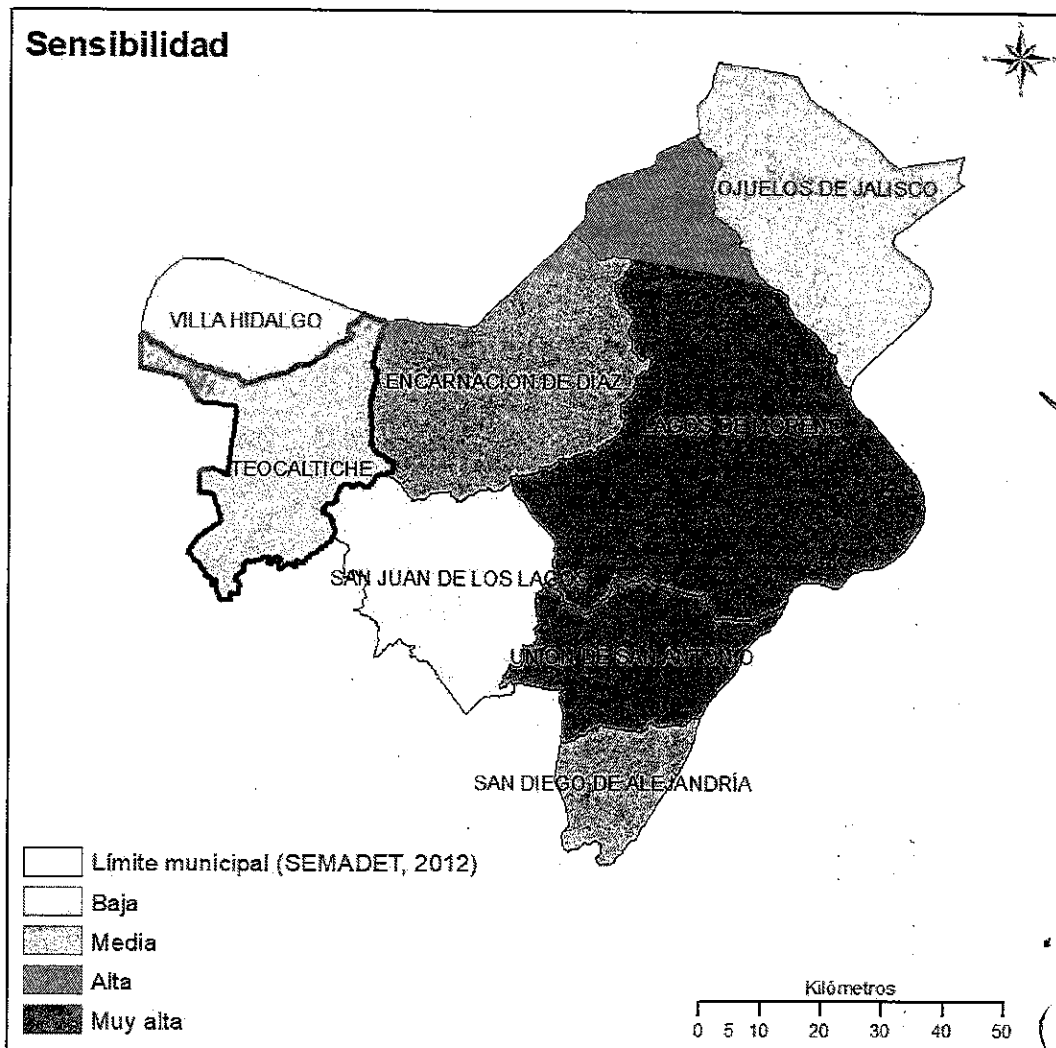 Sensibilidad
OJUELOS DE JALISCO
VILLA HIDALGO
ENCARNACION DE DÍAZ
LAGOS DE MORENO
TEOCALTICHE
SAN JUAN DE LOS LAGOS
UNION DE SAN ANTONIO
SAN DIEGO DE ALEJANDRÍA
Límite municipal (SEMADET, 2012)
Baja
Media
Alta
Muy alta
Kilómetros
0 5 10 20 30 40 50